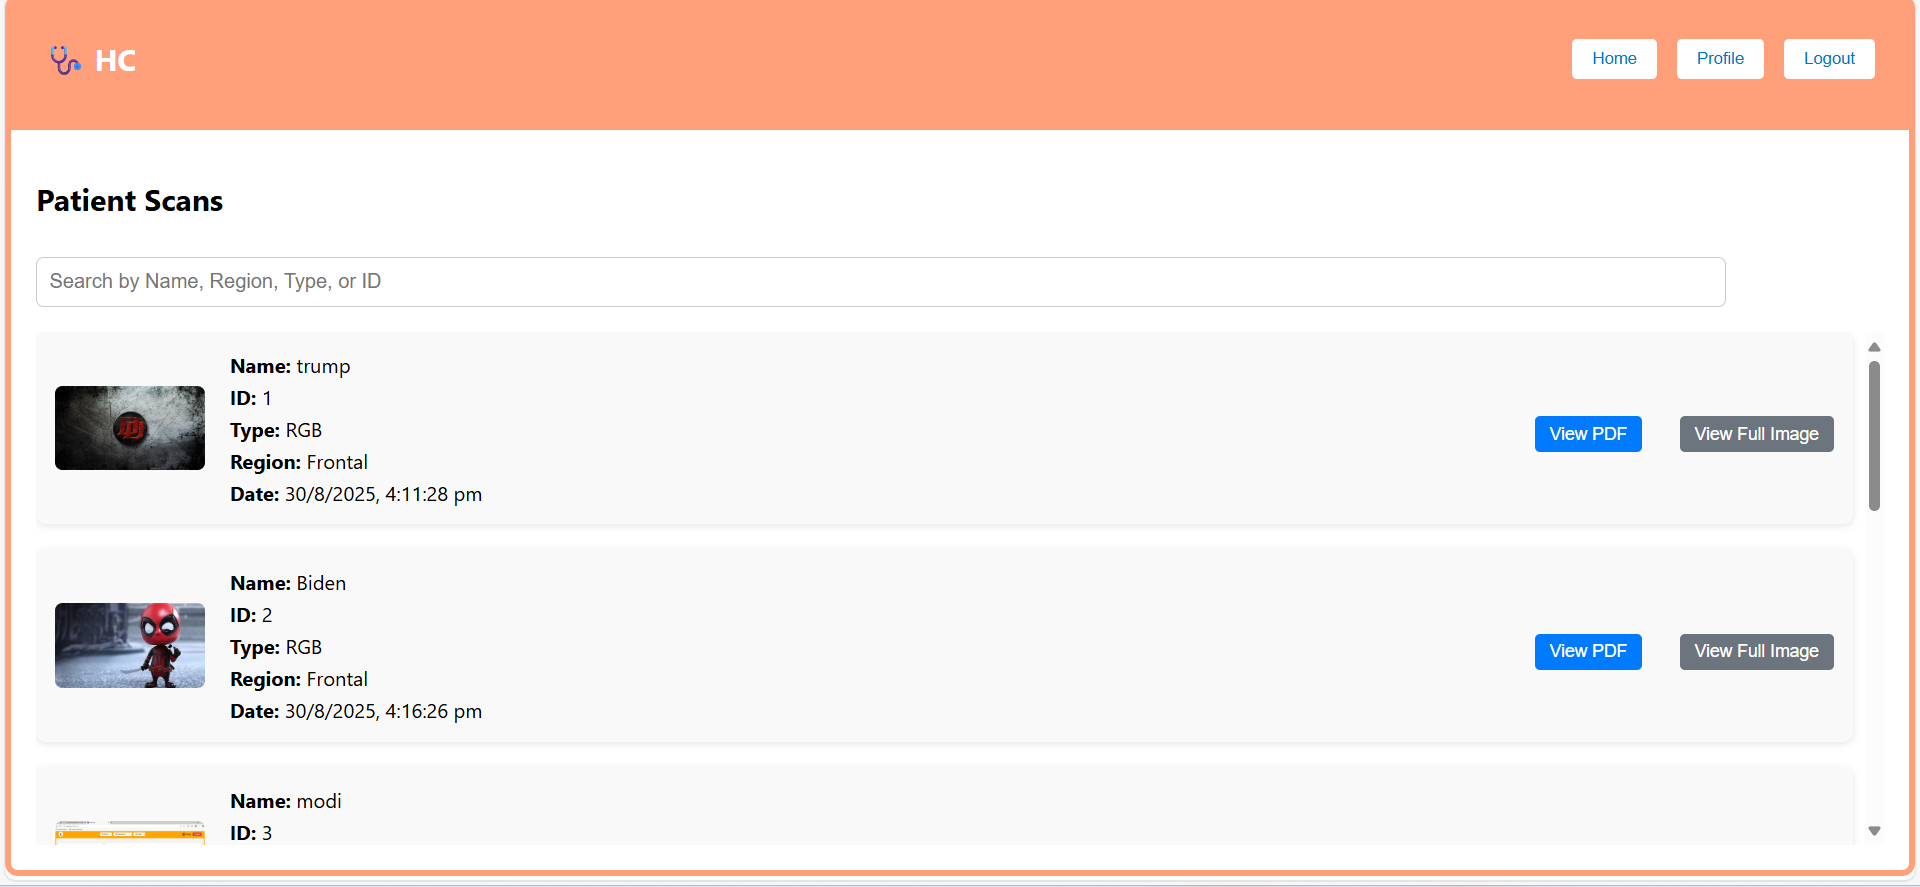 HC
Home
Profile
Logout
Patient Scans
Search by Name, Region, Type, or ID
Name: trump
ID: 1
Type: RGB
Region: Frontal
Date: 30/8/2025, 4:11:28 pm
View PDF
View Full Image
Name: Biden
ID: 2
Type: RGB
Region: Frontal
Date: 30/8/2025, 4:16:26 pm
View PDF
View Full Image
Name: modi
ID: 3